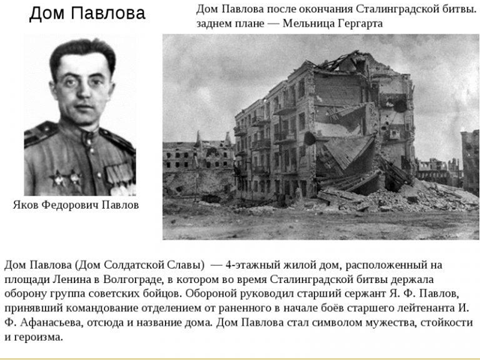 Дом Павлова
Дом Павлова после окончания Сталинградской битвы.
заднем плане — Мельница Гергарта
Яков Федорович Павлов
Дом Павлова (Дом Солдатской Славы)  — 4-этажный жилой дом, расположенный на
площади Ленина в Волгограде, в котором во время Сталинградской битвы держала
оборону группа советских бойцов. Обороной руководил старший сержант Я. Ф. Павлов,
принявший командование отделением от раненного в начале боёв старшего лейтенанта И.
Ф. Афанасьева, отсюда и название дома. Дом Павлова стал символом мужества, стойкости
и героизма.